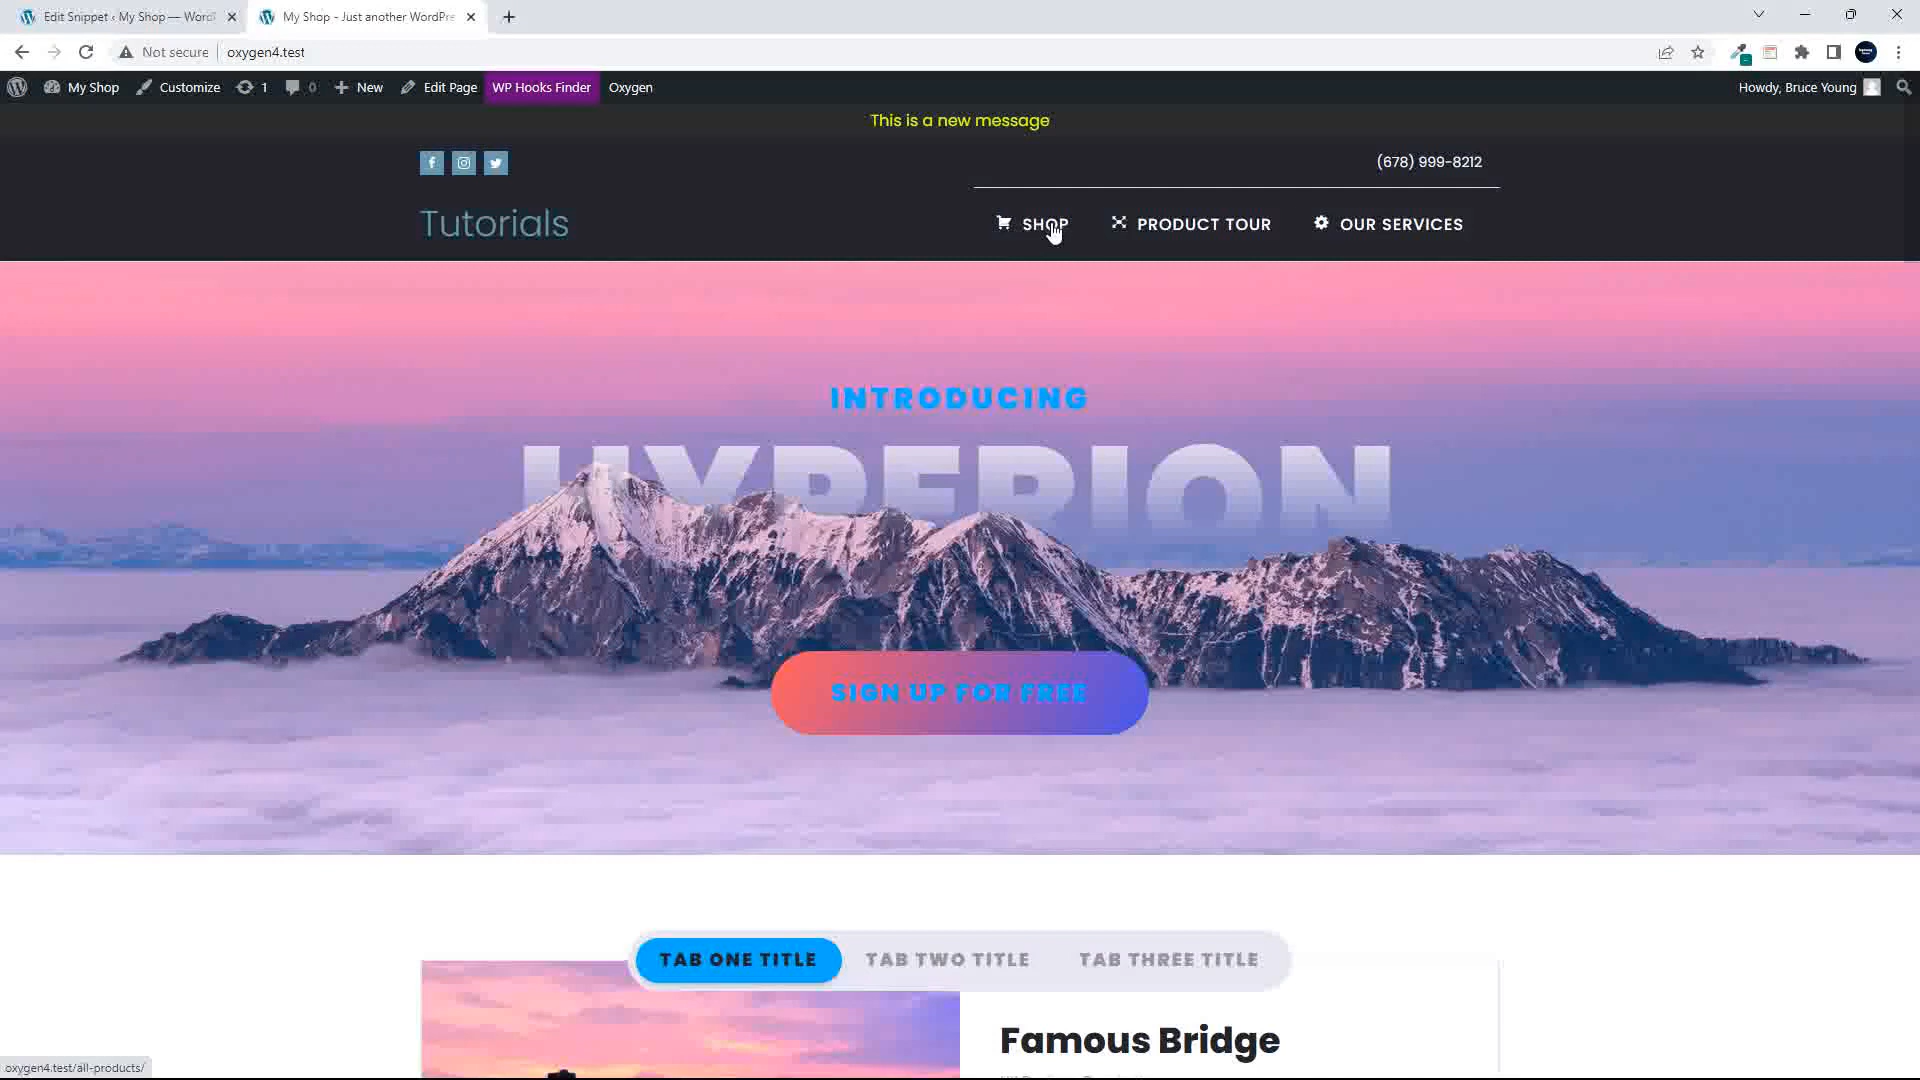 Edit Snippet ‹ My Shop — Word
My Shop - Just another WordPre
Not secure
oxygen4.test
My Shop
Customize
1
0
New
Edit Page
WP Hooks Finder
Oxygen
Howdy, Bruce Young
This is a new message
(678) 999-8212
Tutorials
SHOP
PRODUCT TOUR
OUR SERVICES
INTRODUCING
HYPERION
SIGN UP FOR FREE
TAB ONE TITLE
TAB TWO TITLE
TAB THREE TITLE
Famous Bridge
oxygen4.test/all-products/